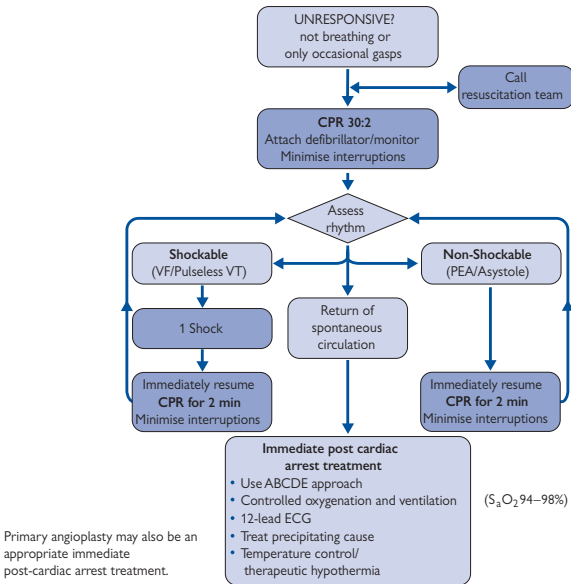 UNRESPONSIVE?
not breathing or
only occasional gasps
Call
resuscitation team
CPR 30:2
Attach defibrillator/monitor
Minimise interruptions
Assess
rhythm
Shockable
(VF/Pulseless VT)
Non-Shockable
(PEA/Asystole)
1 Shock
Return of
spontaneous
circulation
Immediately resume
CPR for 2 min
Minimise interruptions
Immediately resume
CPR for 2 min
Minimise interruptions
Immediate post cardiac
arrest treatment
• Use ABCDE approach
• Controlled oxygenation and ventilation
• 12-lead ECG
• Treat precipitating cause
• Temperature control/
therapeutic hypothermia
(SaO2 94–98%)
Primary angioplasty may also be an
appropriate immediate
post-cardiac arrest treatment.